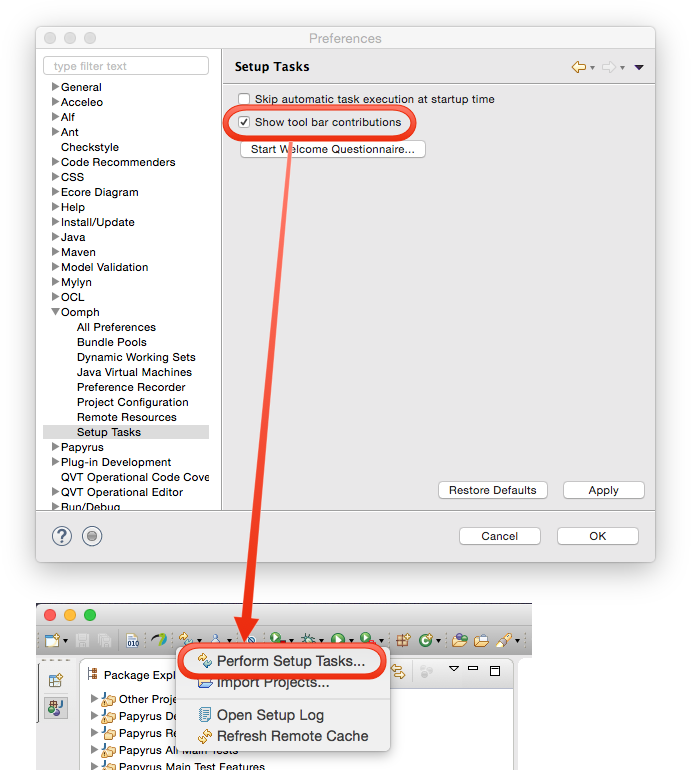 Preferences
type filter text
Setup Tasks
General
Acceleo
Alf
Ant
Checkstyle
Code Recommenders
CSS
Ecore Diagram
Help
Install/Update
Java
Maven
Model Validation
Mylyn
OCL
Oomph
All Preferences
Bundle Pools
Dynamic Working Sets
Java Virtual Machines
Preference Recorder
Project Configuration
Remote Resources
Setup Tasks
Papyrus
Plug-in Development
QVT Operational Code Cove
QVT Operational Editor
Run/Debug
Skip automatic task execution at startup time
Show tool bar contributions
Start Welcome Questionnaire...
Restore Defaults
Apply
?
Cancel
OK
010
Package Expl
Other Proje
Papyrus De
Papyrus Re
Papyrus All Main Tests
Papyrus Main Test Features
Perform Setup Tasks...
Import Projects...
Open Setup Log
Refresh Remote Cache